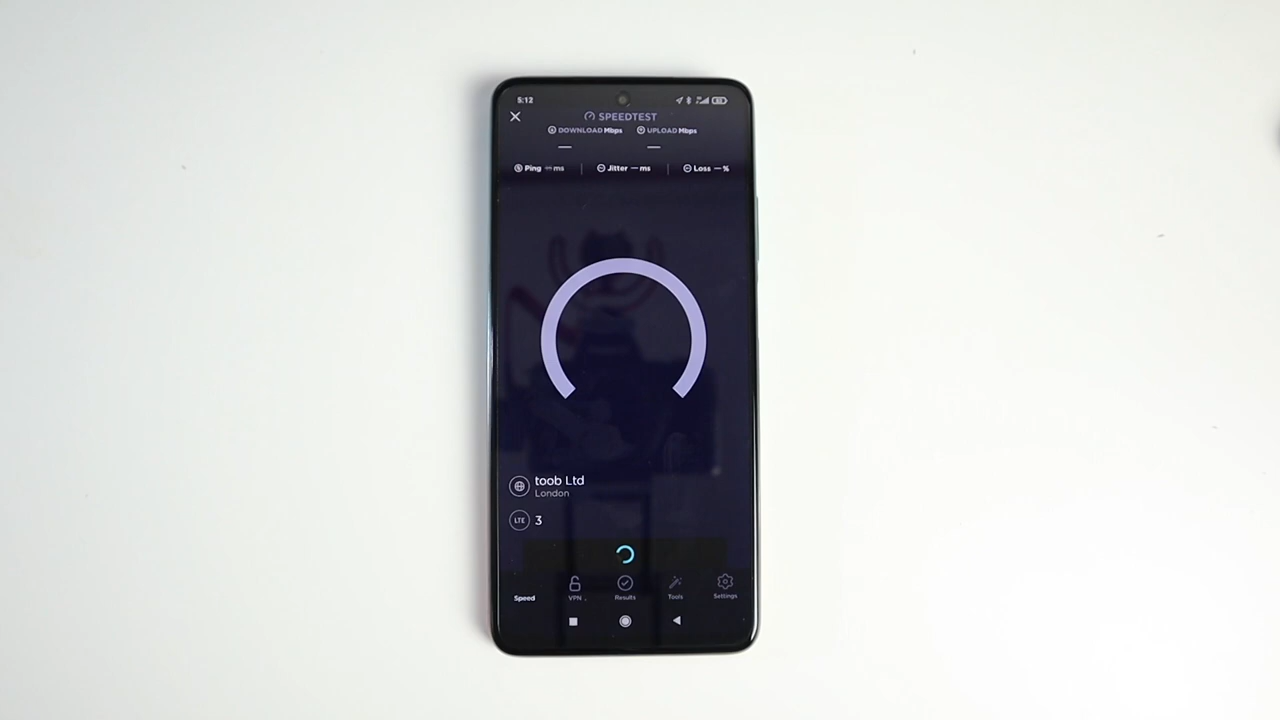 5:12
SPEEDTEST
DOWNLOAD Mbps UPLOAD Mbps
— —
Ping — ms Jitter — ms Loss — %
toob Ltd
London
LTE 3
Speed VPN Results Tools Settings